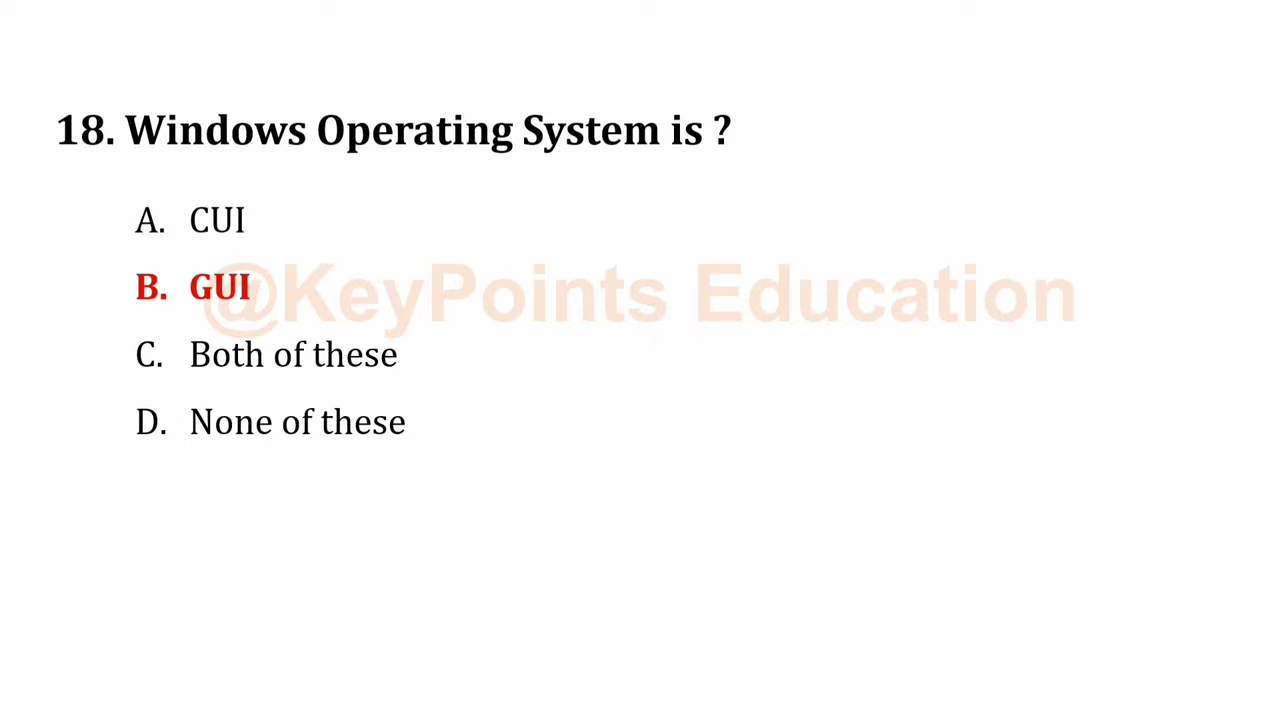 18. Windows Operating System is ?
A. CUI
B. GUI
@KeyPoints Education
C. Both of these
D. None of these